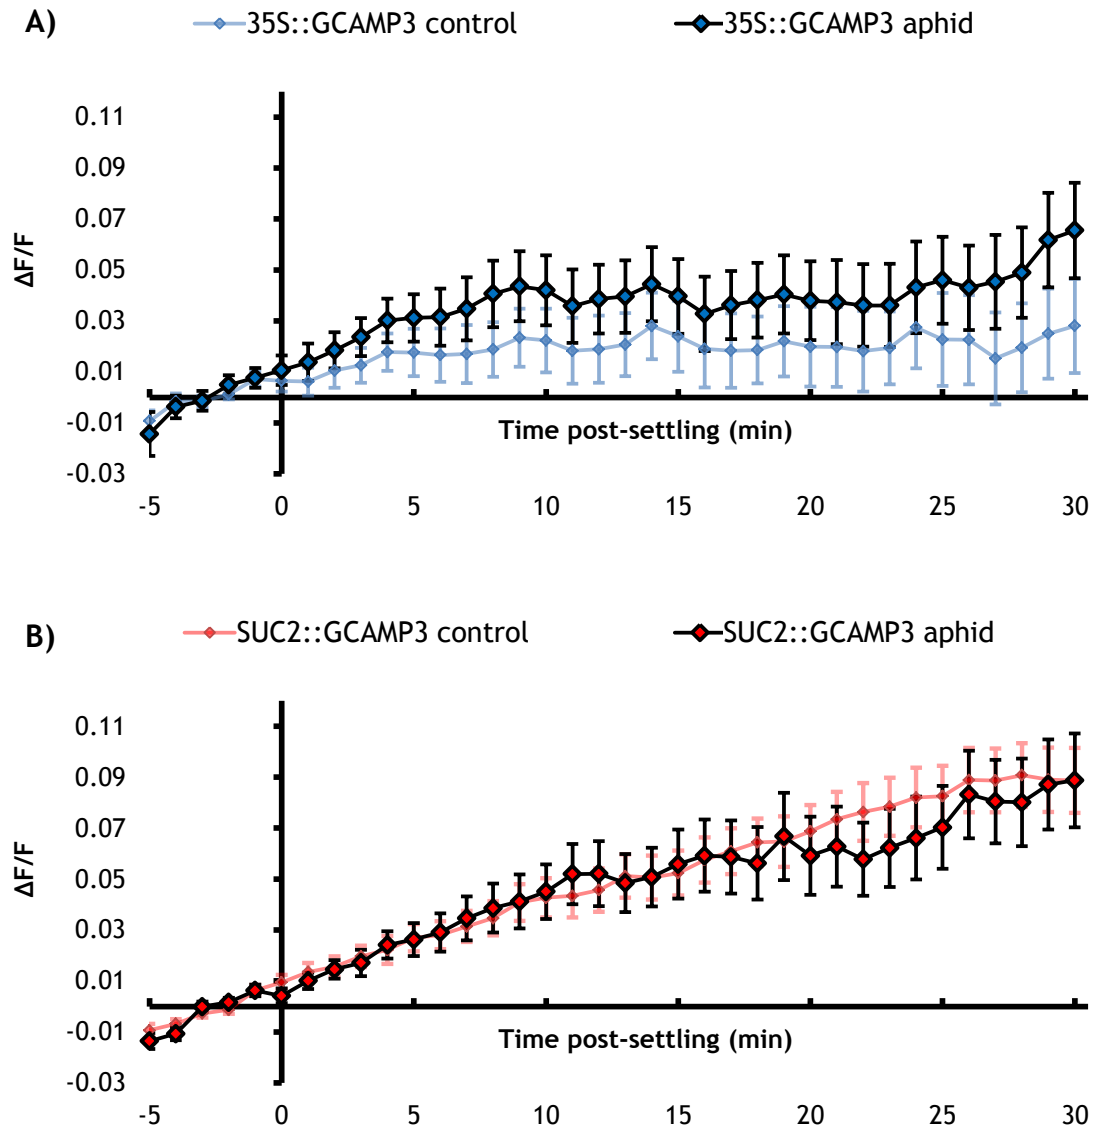 A) 35S::GCAMP3 control 35S::GCAMP3 aphid
0.11
0.09
0.07
0.05
0.03
0.01
-0.01
-0.03
ΔF/F
Time post-settling (min)
-5 0 5 10 15 20 25 30
B) SUC2::GCAMP3 control SUC2::GCAMP3 aphid
0.11
0.09
0.07
0.05
0.03
0.01
-0.01
-0.03
ΔF/F
Time post-settling (min)
-5 0 5 10 15 20 25 30